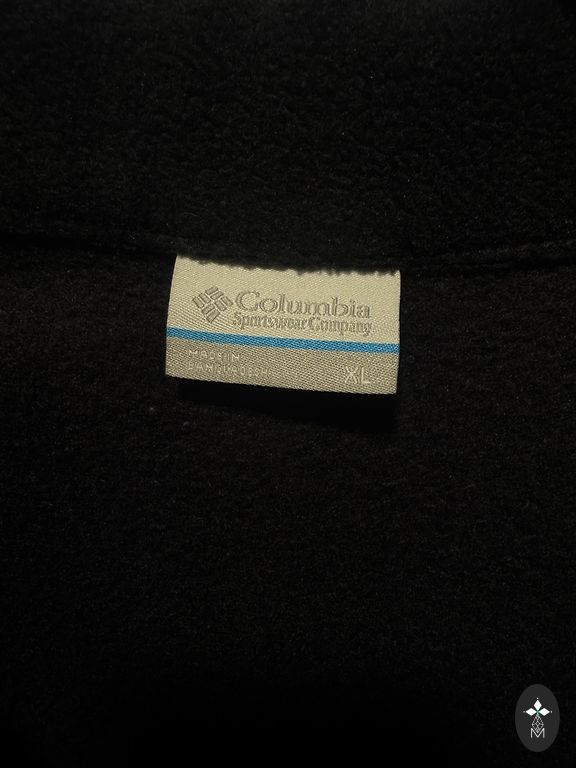 Columbia
Sportswear Company
MADE IN
BANGLADESH
XL
M